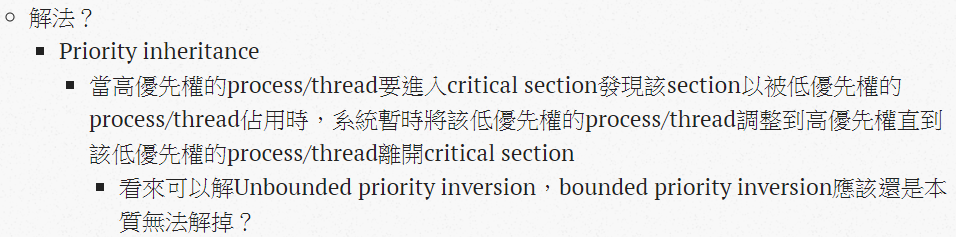 解法？
Priority inheritance
當高優先權的process/thread要進入critical section發現該section以被低優先權的
process/thread佔用時，系統暫時將該低優先權的process/thread調整到高優先權直到
該低優先權的process/thread離開critical section
看來可以解Unbounded priority inversion，bounded priority inversion應該還是本
質無法解掉？